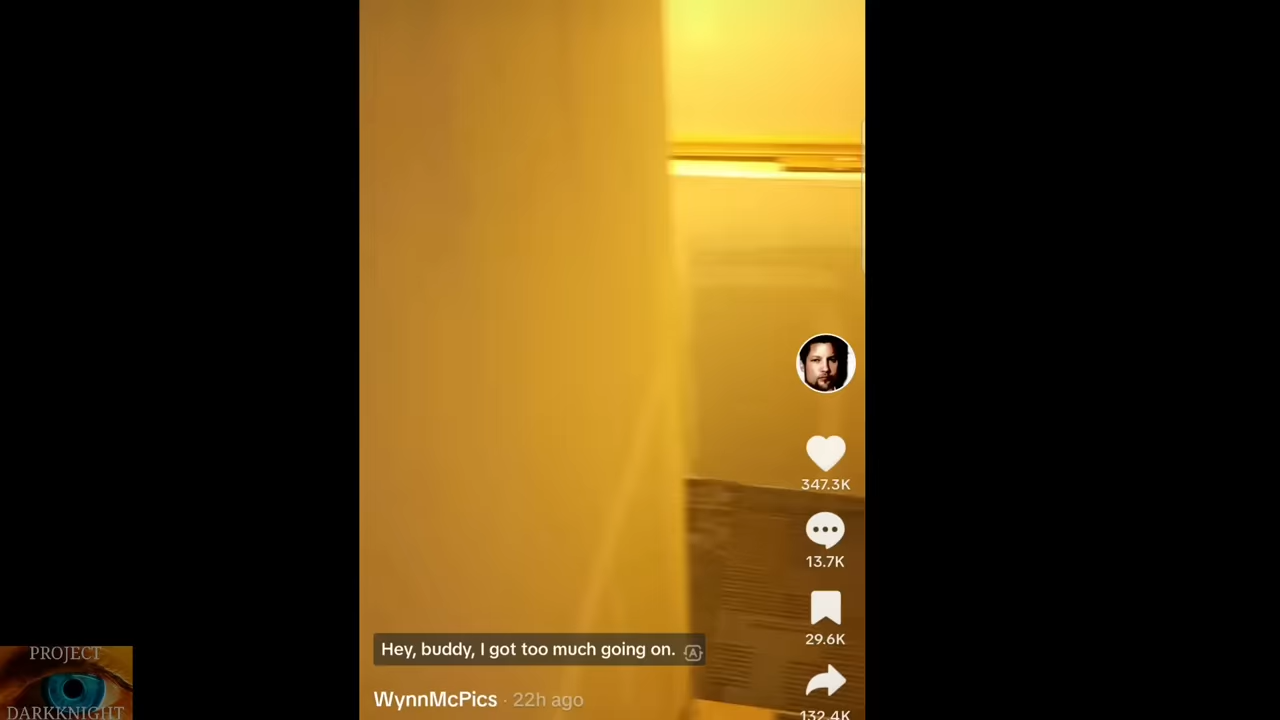 347.3K
13.7K
29.6K
132.4K
Hey, buddy, I got too much going on. A
WynnMcPics · 22h ago
PROJECT
DARKKNIGHT